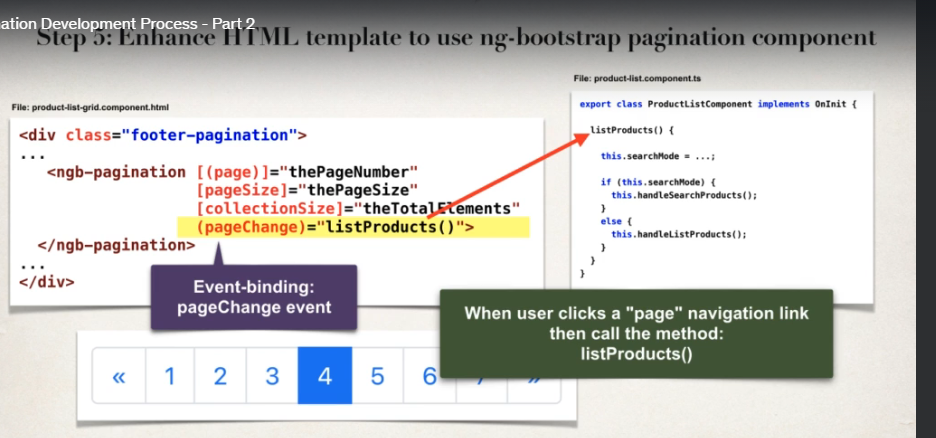 ation Development Process - Part 2
Step 5: Enhance HTML template to use ng-bootstrap pagination component
File: product-list-grid.component.html
<div class="footer-pagination">
...
<ngb-pagination [(page)]="thePageNumber"
[pageSize]="thePageSize"
[collectionSize]="theTotalElements"
(pageChange)="listProducts()">
</ngb-pagination>
...
</div>
Event-binding:
pageChange event
File: product-list.component.ts
export class ProductListComponent implements OnInit {
listProducts() {
this.searchMode = ...;
if (this.searchMode) {
this.handleSearchProducts();
}
else {
this.handleListProducts();
}
}
}
When user clicks a "page" navigation link
then call the method:
listProducts()
« 1 2 3 4 5 6